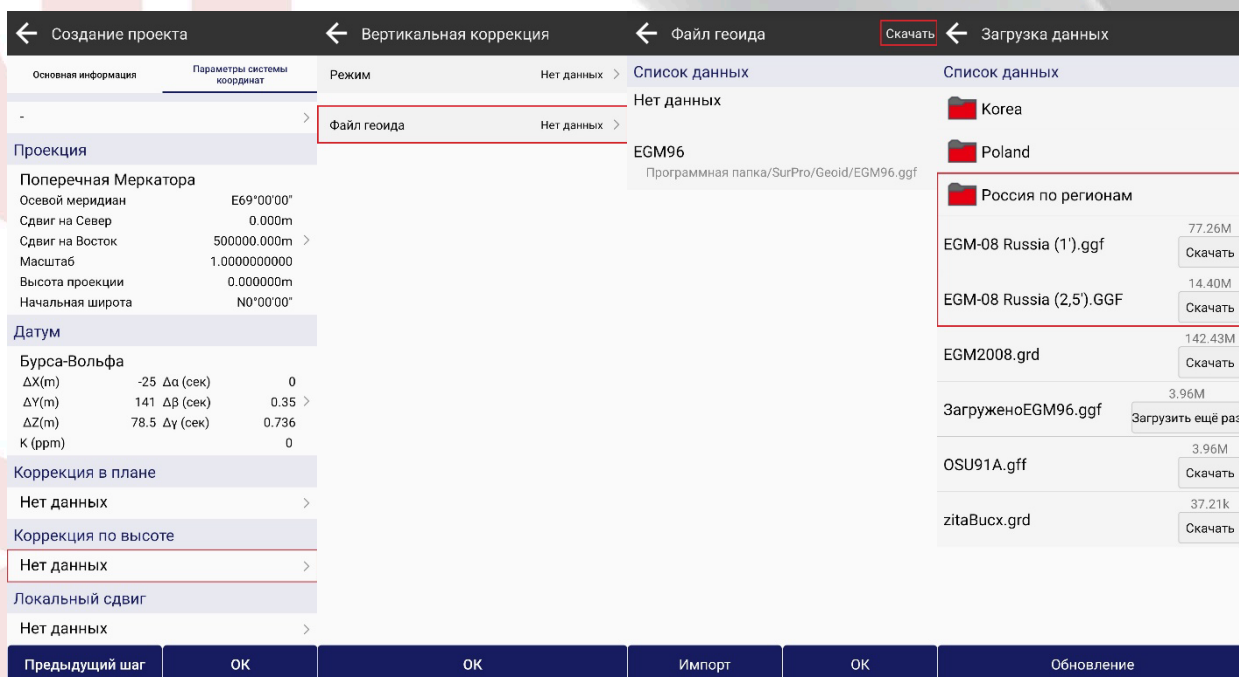 Создание проекта
Основная информация
Параметры системы
координат
-
Проекция
Поперечная Меркатора
Осевой меридиан E69°00'00"
Сдвиг на Север 0.000m
Сдвиг на Восток 500000.000m
Масштаб 1.0000000000
Высота проекции 0.000000m
Начальная широта N0°00'00"
Датум
Бурса-Вольфа
ΔX(m) -25 Δα (сек) 0
ΔY(m) 141 Δβ (сек) 0.35
ΔZ(m) 78.5 Δγ (сек) 0.736
K (ppm) 0
Коррекция в плане
Нет данных
Коррекция по высоте
Нет данных
Локальный сдвиг
Нет данных
Предыдущий шаг
ОК
Вертикальная коррекция
Режим Нет данных
Файл геоида Нет данных
ОК
Файл геоида Скачать
Список данных
Нет данных
EGM96
Программная папка/SurPro/Geoid/EGM96.ggf
Импорт
ОК
Загрузка данных
Список данных
Korea
Poland
Россия по регионам
77.26M
EGM-08 Russia (1').ggf Скачать
14.40M
EGM-08 Russia (2,5').GGF Скачать
142.43M
EGM2008.grd Скачать
3.96M
ЗагруженоEGM96.ggf Загрузить ещё раз
3.96M
OSU91A.gff Скачать
37.21k
zitaBucx.grd Скачать
Обновление